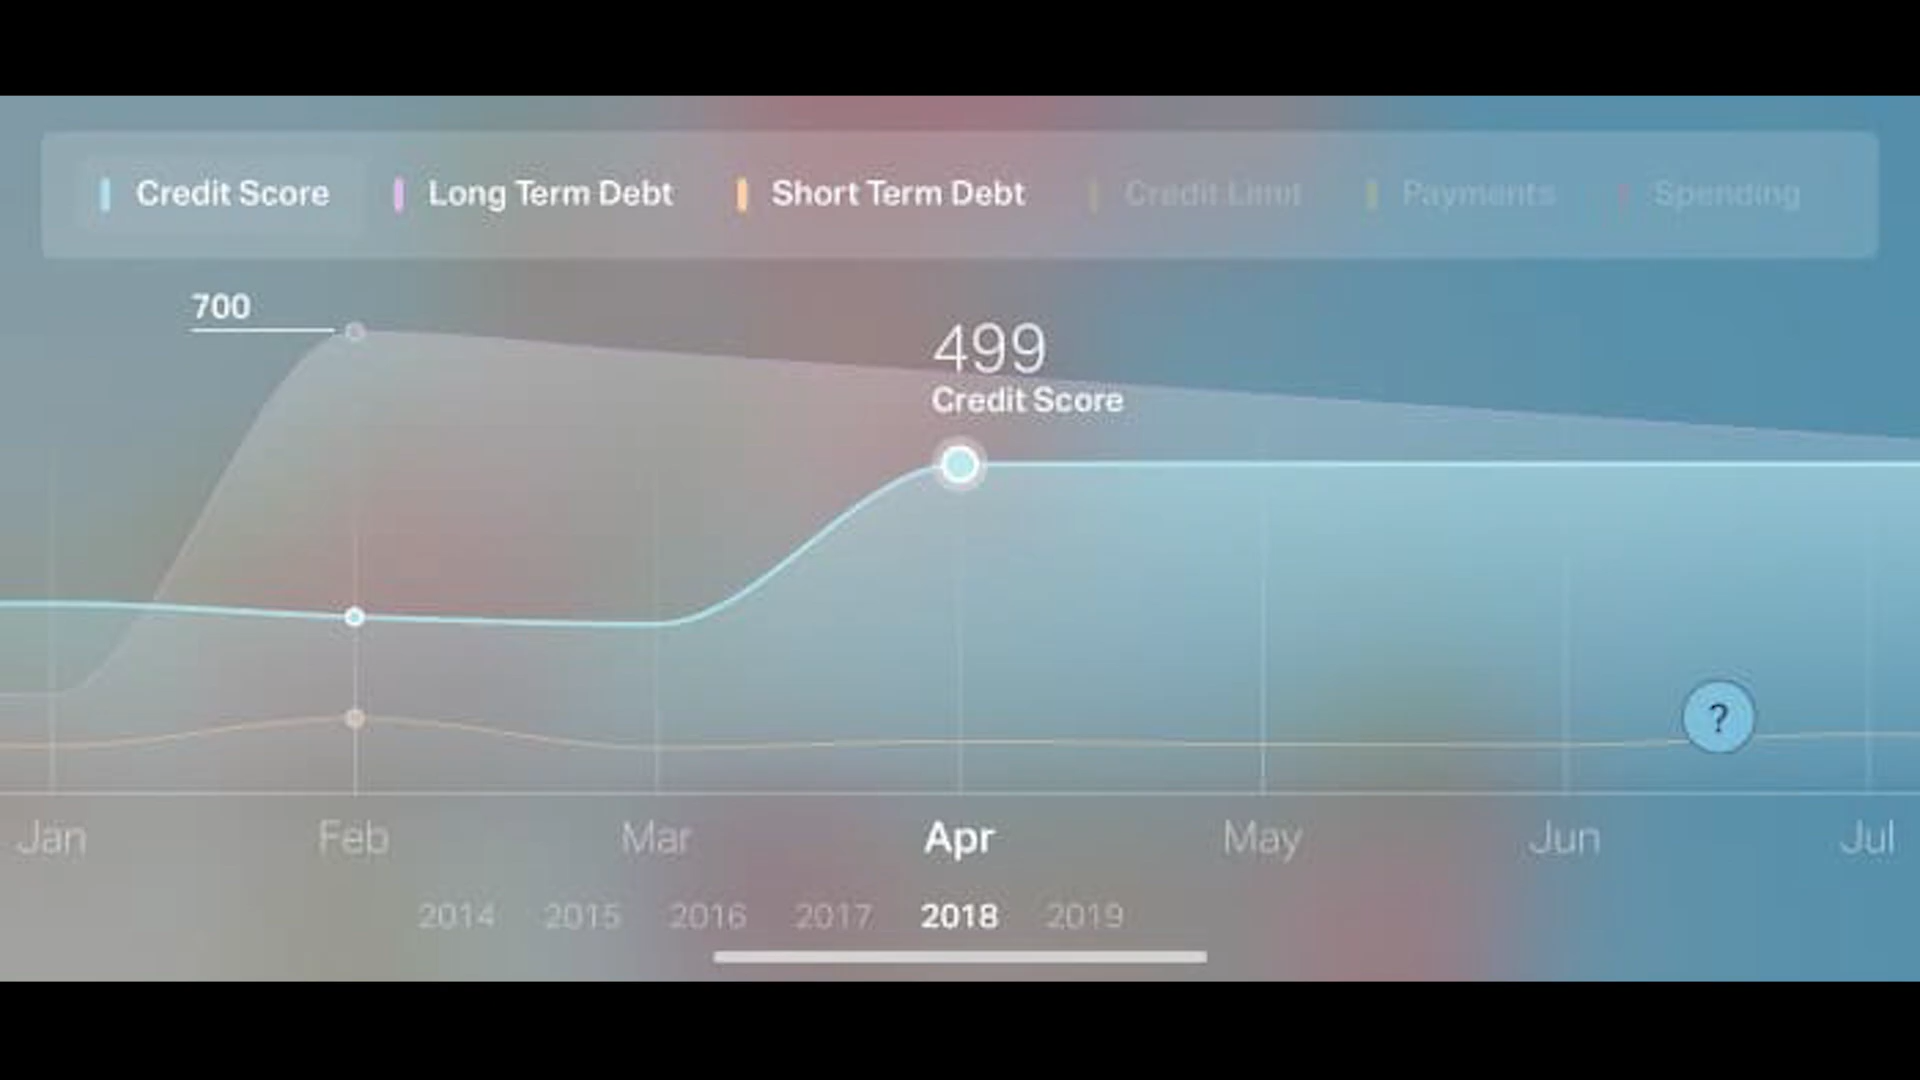 Credit Score Long Term Debt Short Term Debt Credit Limit Payments Spending
700
499
Credit Score
?
Jan Feb Mar Apr May Jun Jul
2014 2015 2016 2017 2018 2019